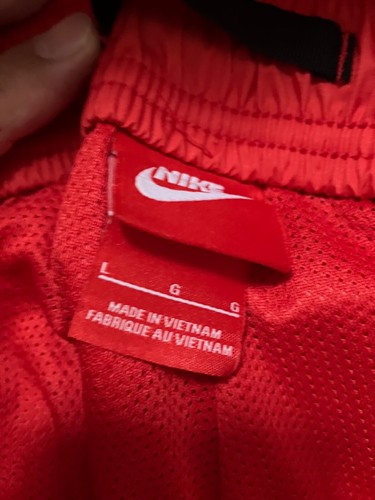 NIKE
L G G
MADE IN VIETNAM
FABRIQUE AU VIETNAM